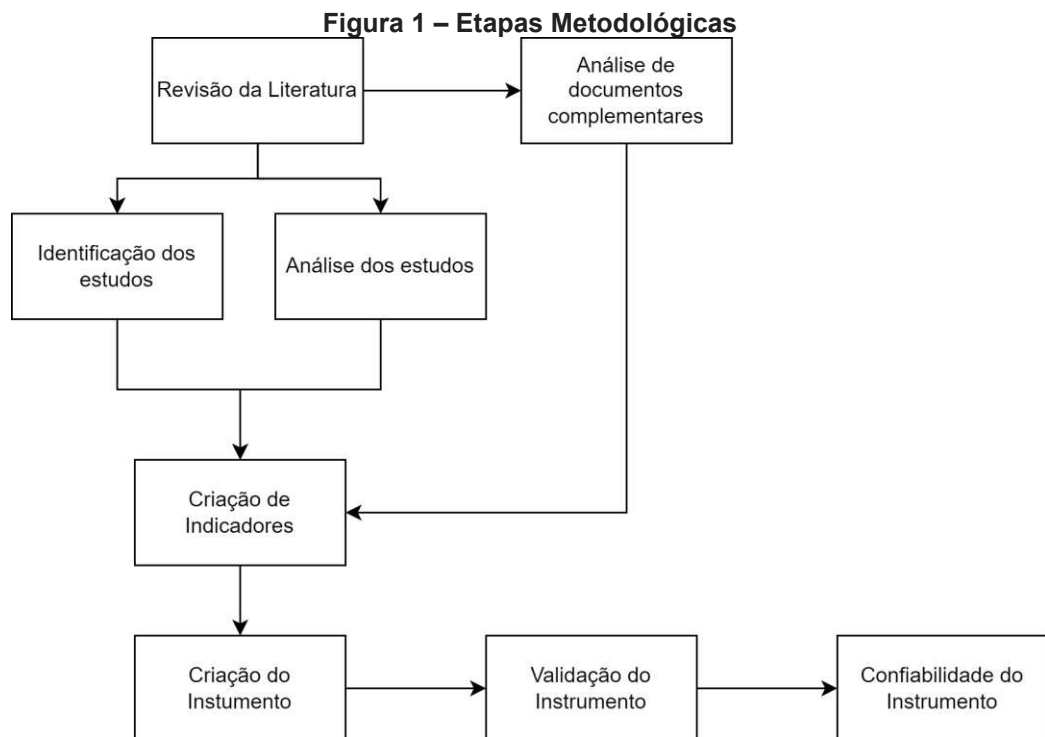 Figura 1 – Etapas Metodológicas
Revisão da Literatura
Análise de
documentos
complementares
Identificação dos
estudos
Análise dos estudos
Criação de
Indicadores
Criação do
Instumento
Validação do
Instrumento
Confiabilidade do
Instrumento